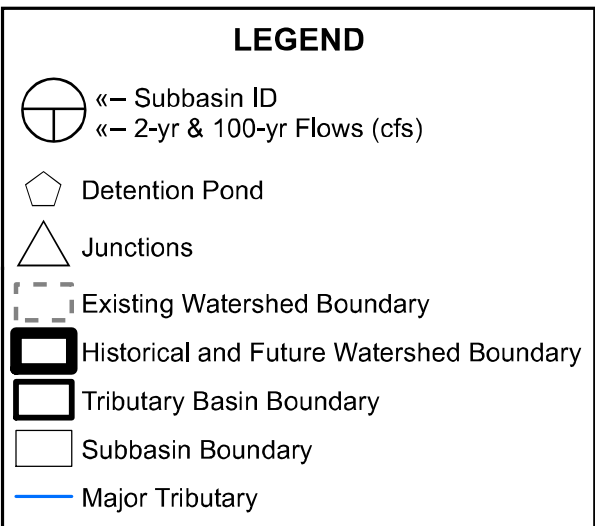 LEGEND
«– Subbasin ID
«– 2-yr & 100-yr Flows (cfs)
Detention Pond
Junctions
Existing Watershed Boundary
Historical and Future Watershed Boundary
Tributary Basin Boundary
Subbasin Boundary
Major Tributary